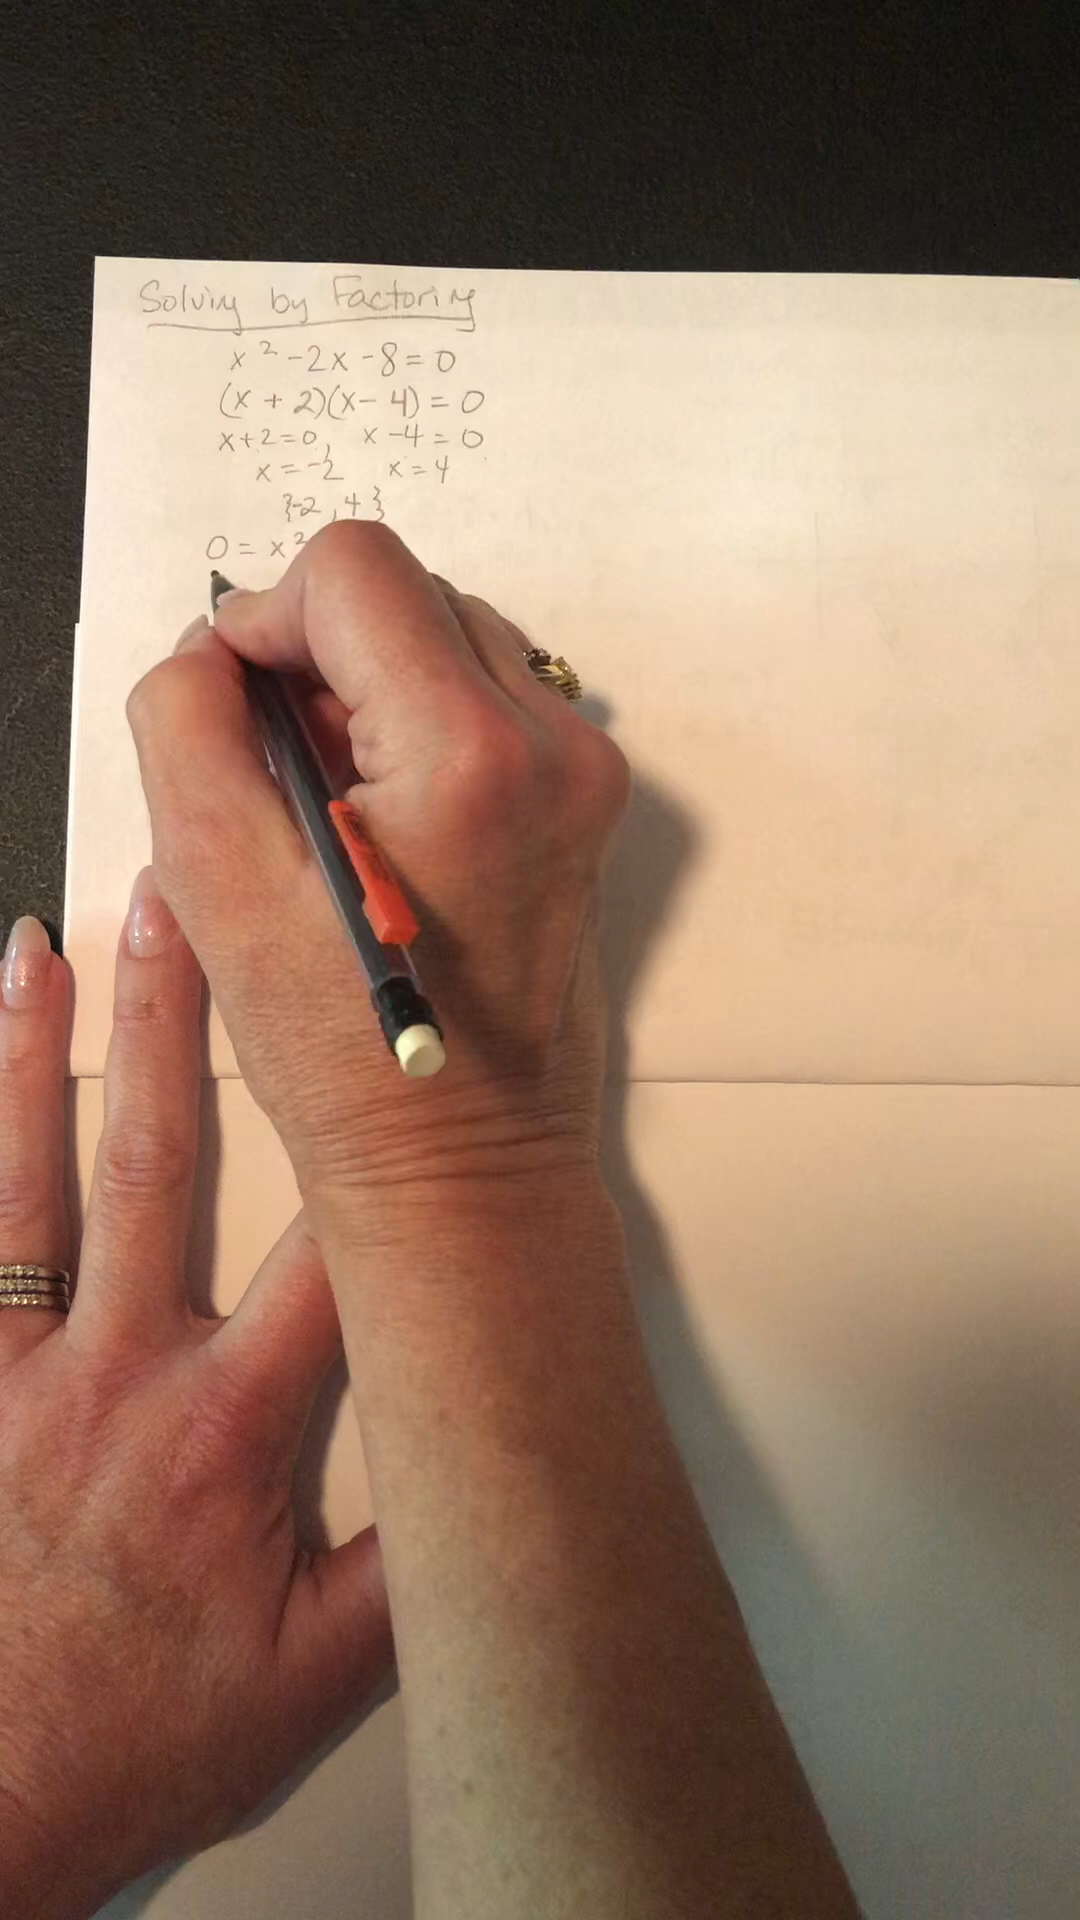 Solving by Factoring
x² - 2x - 8 = 0
(x + 2)(x - 4) = 0
x + 2 = 0, x - 4 = 0
x = -2 x = 4
{-2, 4}
0 = x²